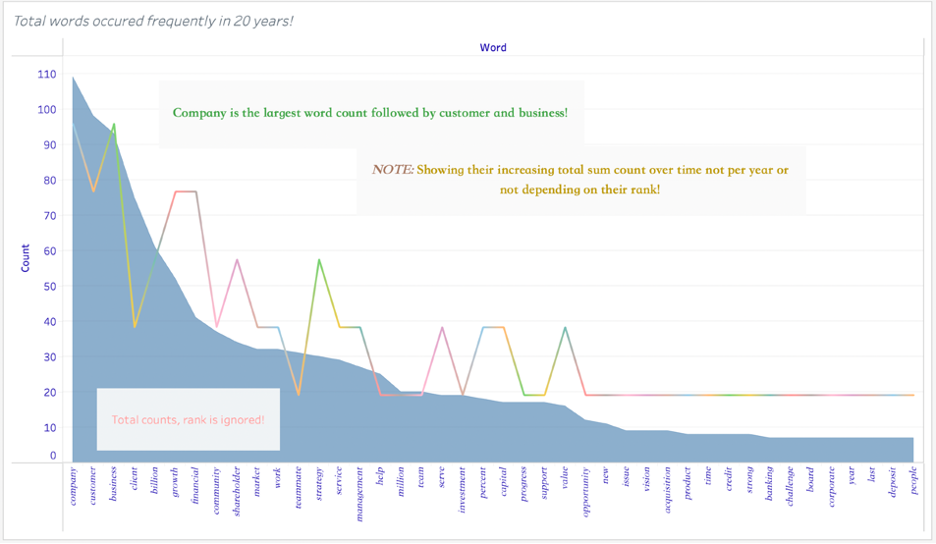 Total words occured frequently in 20 years!
Word
110
100
90
80
70
60
50
40
30
20
10
0
Count
Company is the largest word count followed by customer and business!
NOTE: Showing their increasing total sum count over time not per year or
not depending on their rank!
Total counts, rank is ignored!
company
customer
business
client
billion
growth
financial
community
shareholder
market
work
teammate
strategy
service
management
help
million
team
serve
investment
percent
capital
progress
support
value
opportunity
new
issue
vision
acquisition
product
time
credit
strong
banking
challenge
board
corporate
year
last
deposit
people